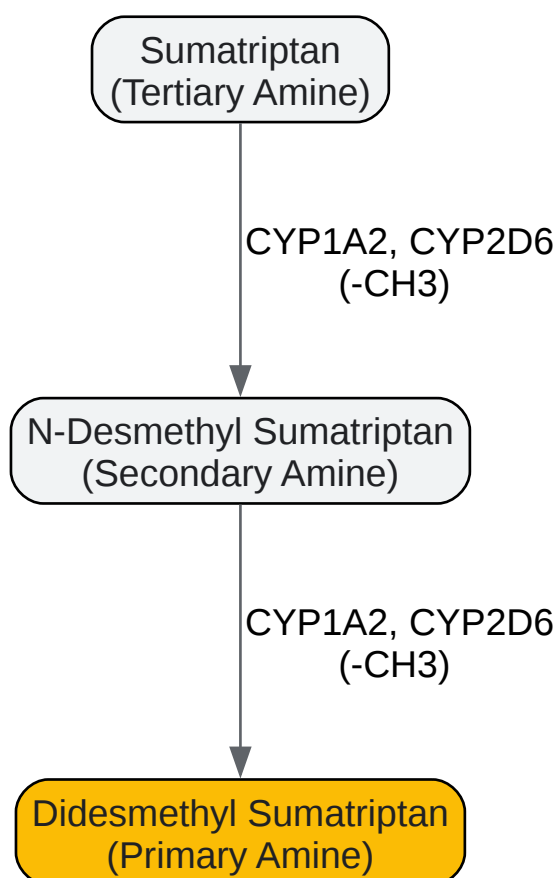 Sumatriptan
(Tertiary Amine)
CYP1A2, CYP2D6
(-CH3)
N-Desmethyl Sumatriptan
(Secondary Amine)
CYP1A2, CYP2D6
(-CH3)
Didesmethyl Sumatriptan
(Primary Amine)